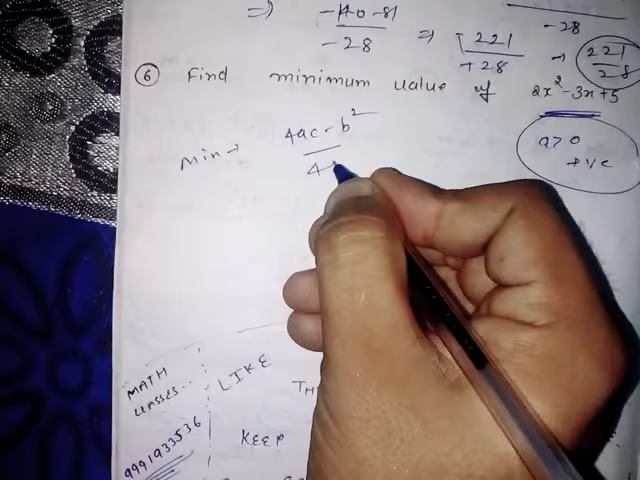 ⇒ -140-81 / -28 ⇒ -221 / +28 → 221 / 28
-28
⑥ Find minimum value of 2x² - 3x + 5
Min → 4ac - b² / 4
a > 0
+ve
MATH
CLASSES..
9991933536
LIKE
KEEP